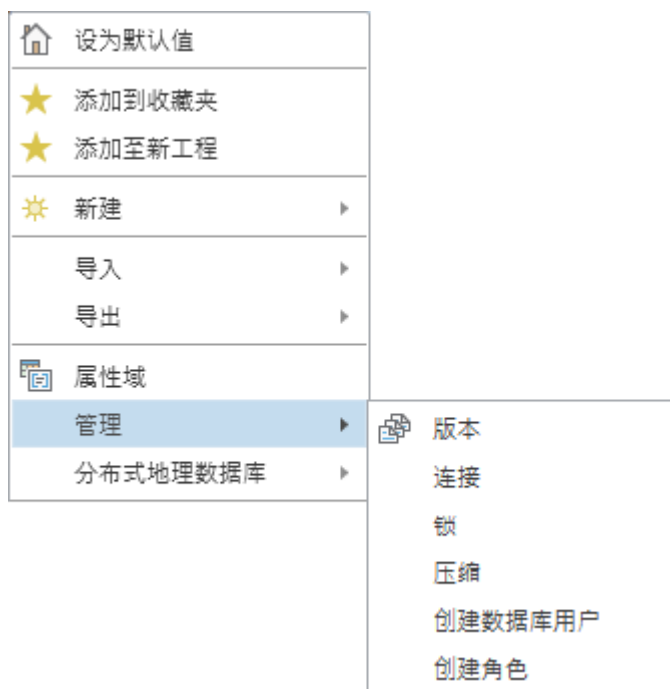 设为默认值
添加到收藏夹
添加至新工程
新建
导入
导出
属性域
管理
分布式地理数据库
版本
连接
锁
压缩
创建数据库用户
创建角色